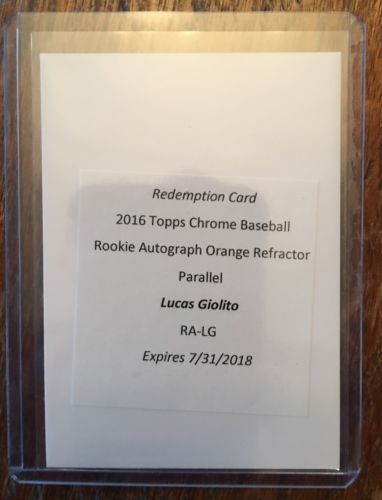 Redemption Card
2016 Topps Chrome Baseball
Rookie Autograph Orange Refractor
Parallel
Lucas Giolito
RA-LG
Expires 7/31/2018